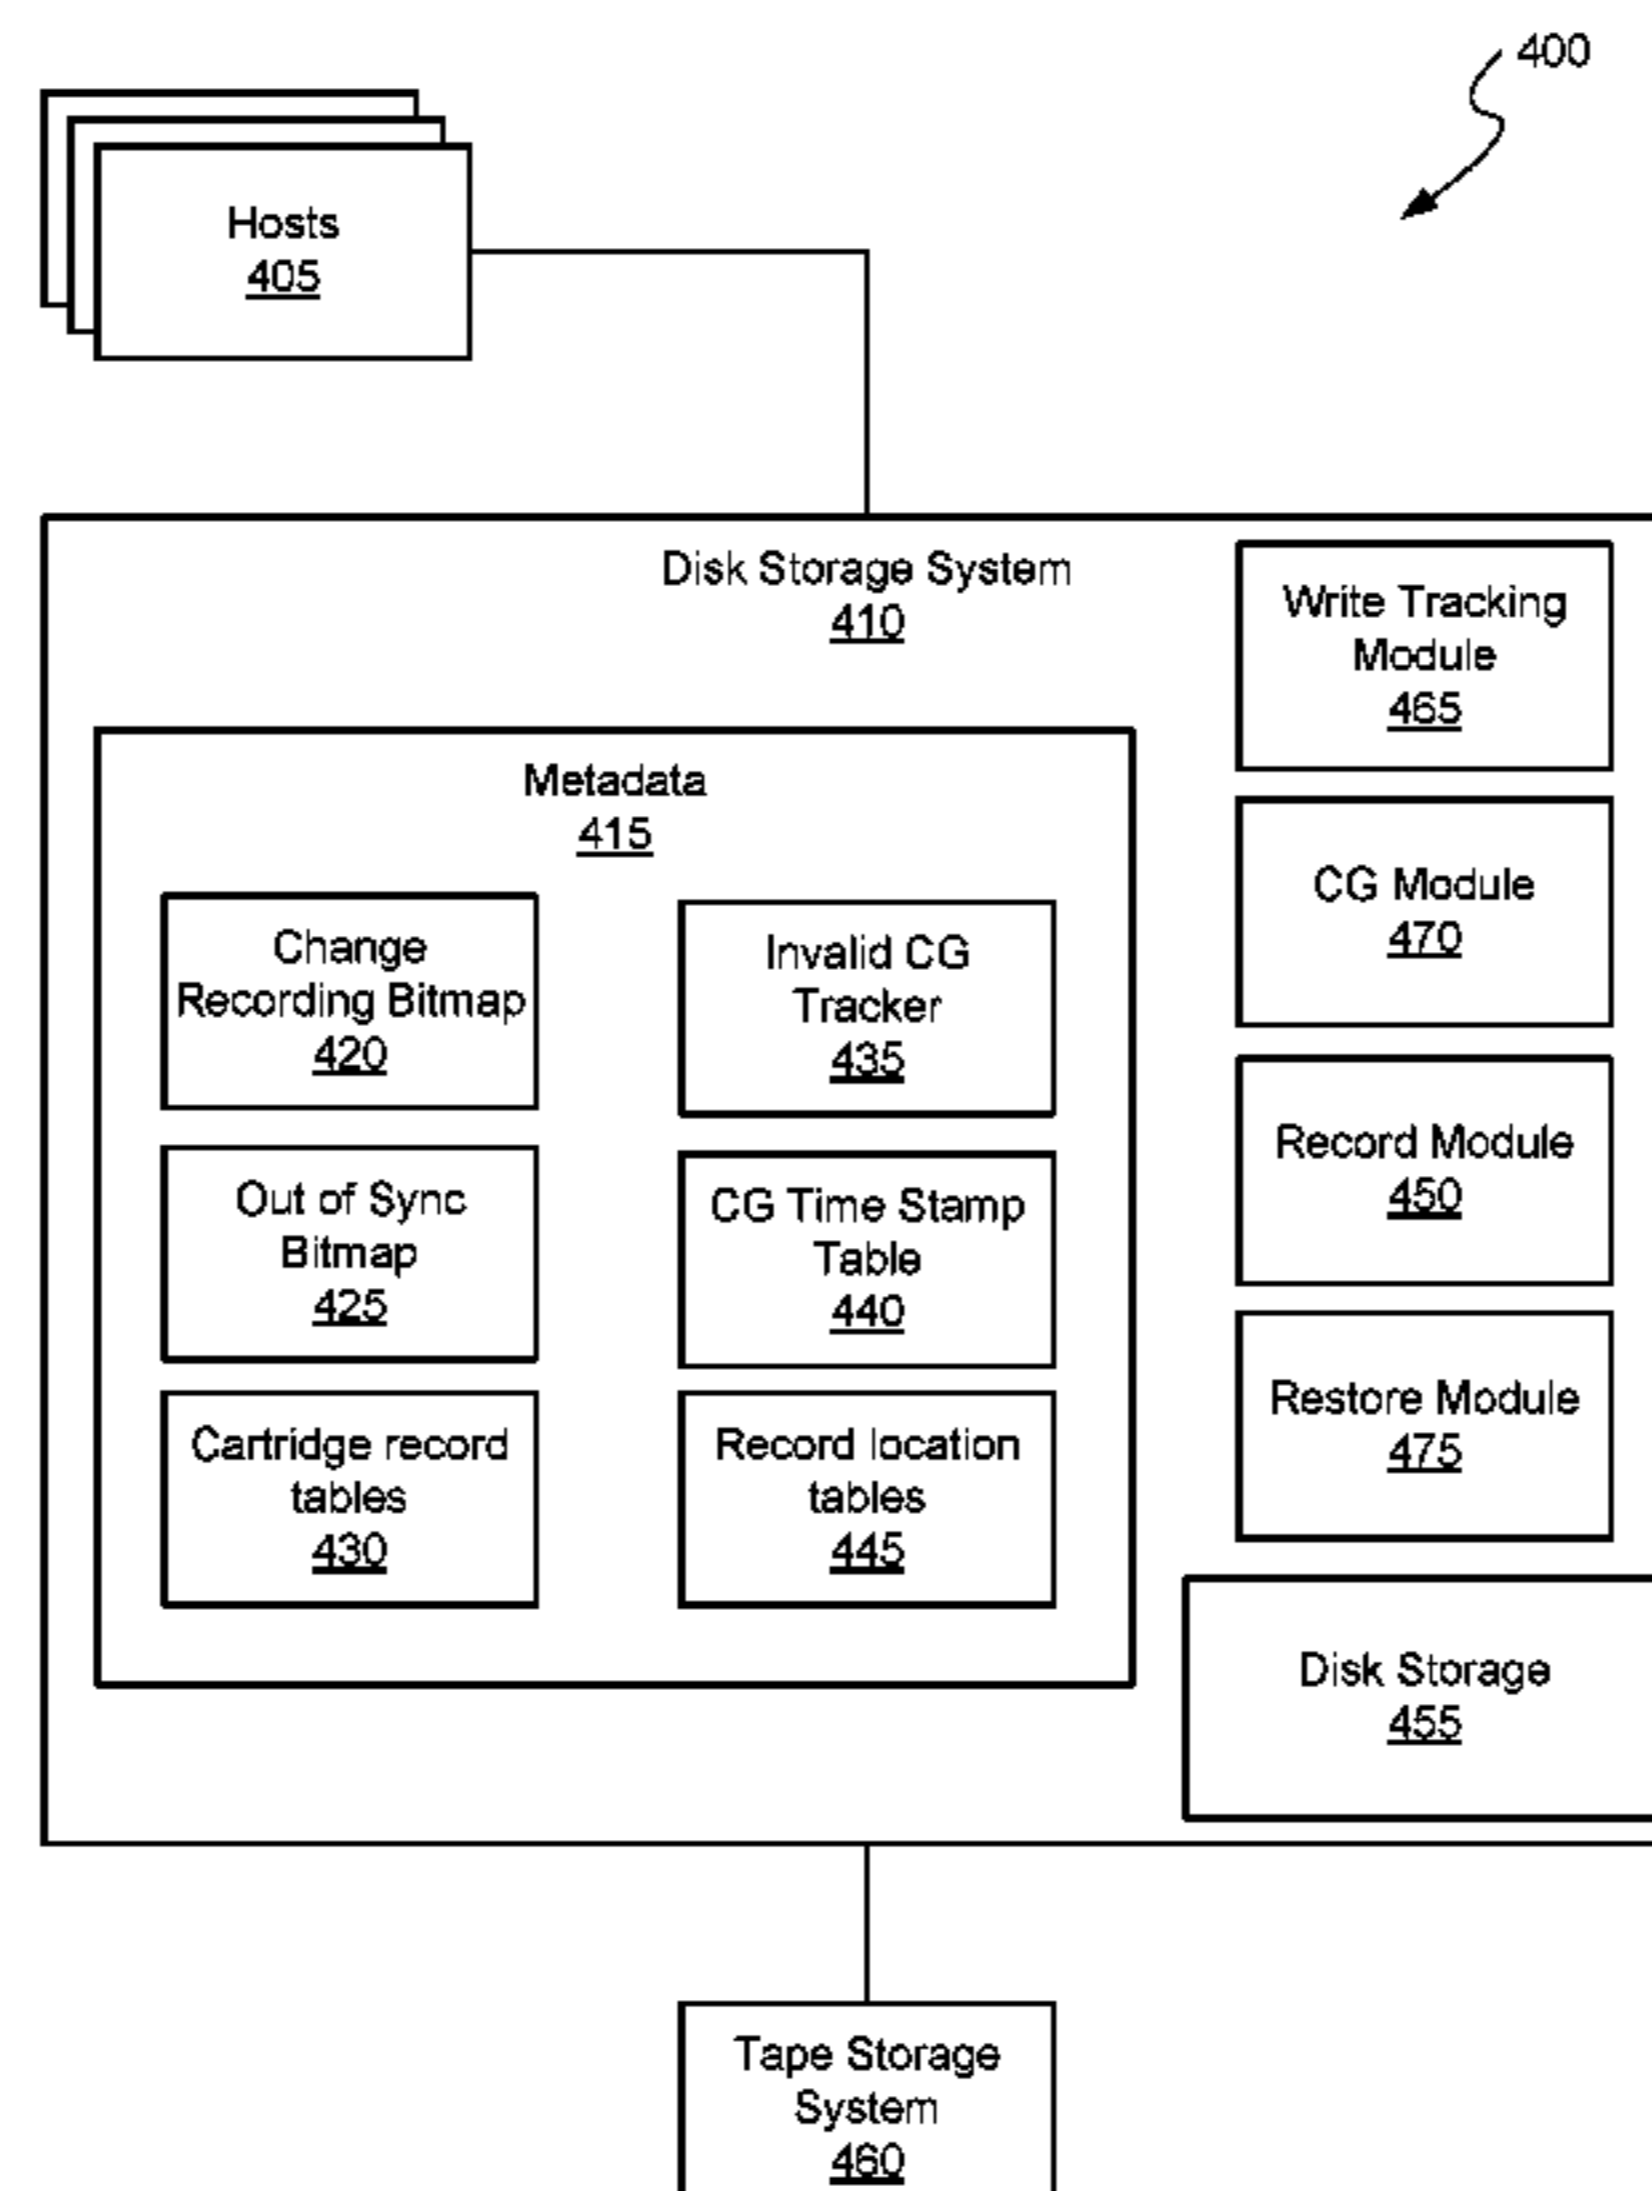 400
Hosts
405
Disk Storage System
410
Metadata
415
Change
Recording Bitmap
420
Invalid CG
Tracker
435
Out of Sync
Bitmap
425
CG Time Stamp
Table
440
Cartridge record
tables
430
Record location
tables
445
Write Tracking
Module
465
CG Module
470
Record Module
450
Restore Module
475
Disk Storage
455
Tape Storage
System
460